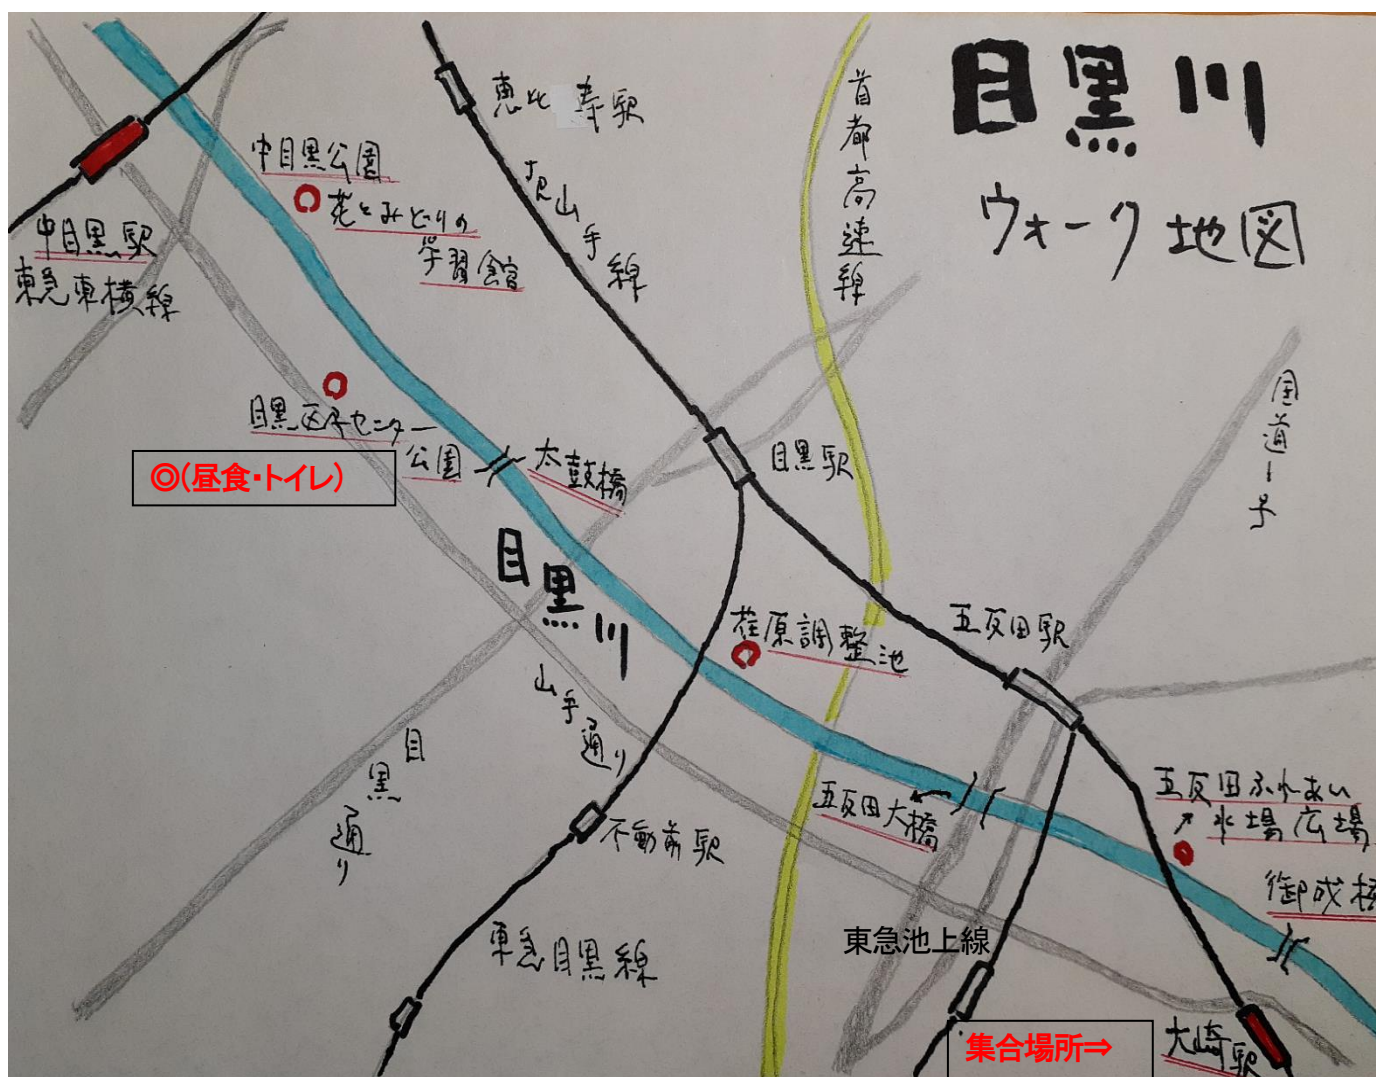 目黒川
ウォーク地図
恵比寿駅
JR山手線
首都高速線
中目黒公園
花とみどりの
学習館
中目黒駅
東急東横線
国道1号
目黒区民センター
公園
太鼓橋
目黒駅
◎(昼食・トイレ)
目黒川
荏原調整池
五反田駅
山手通り
目黒通り
五反田大橋
五反田ふれあい
水場広場
不動前駅
御成橋
東急目黒線
東急池上線
集合場所⇒
大崎駅